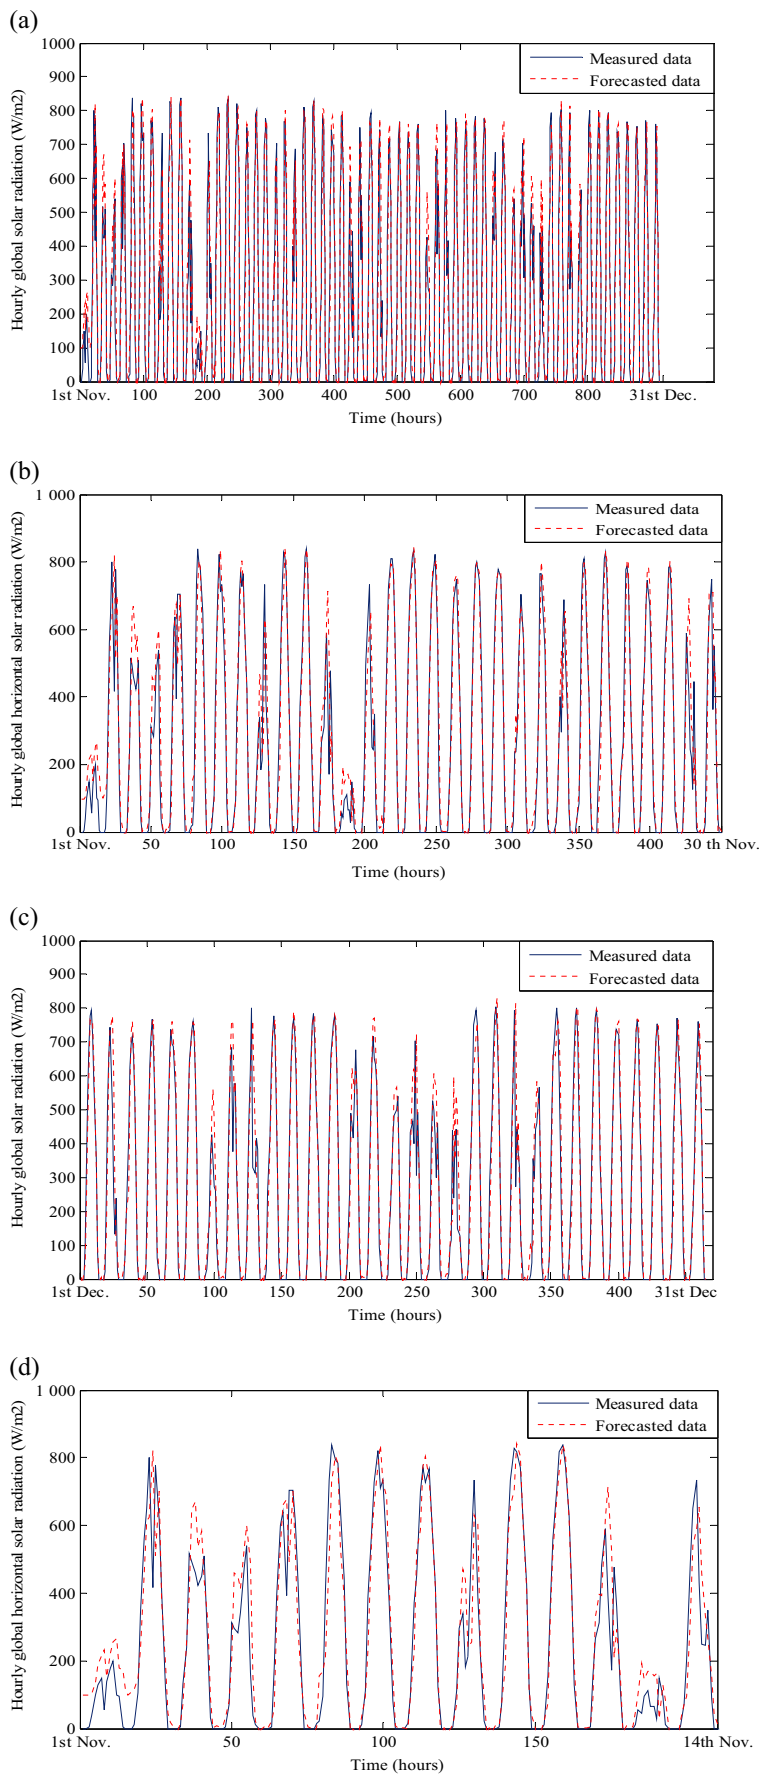 (a)
Hourly global solar radiation (W/m2)
1000
900
800
700
600
500
400
300
200
100
0
Measured data
Forecasted data
1st Nov. 100 200 300 400 500 600 700 800 31st Dec.
Time (hours)
(b)
Hourly global horizontal solar radiation (W/m2)
1 000
800
600
400
200
0
Measured data
Forecasted data
1st Nov. 50 100 150 200 250 300 350 400 30 th Nov.
Time (hours)
(c)
Hourly global solar radiation (W/m2)
1000
900
800
700
600
500
400
300
200
100
0
Measured data
Forecasted data
1st Dec. 50 100 150 200 250 300 350 400 31st Dec
Time (hours)
(d)
Hourly global horizontal solar radiation (W/m2)
1 000
800
600
400
200
0
Measured data
Forecasted data
1st Nov. 50 100 150 14th Nov.
Time (hours)